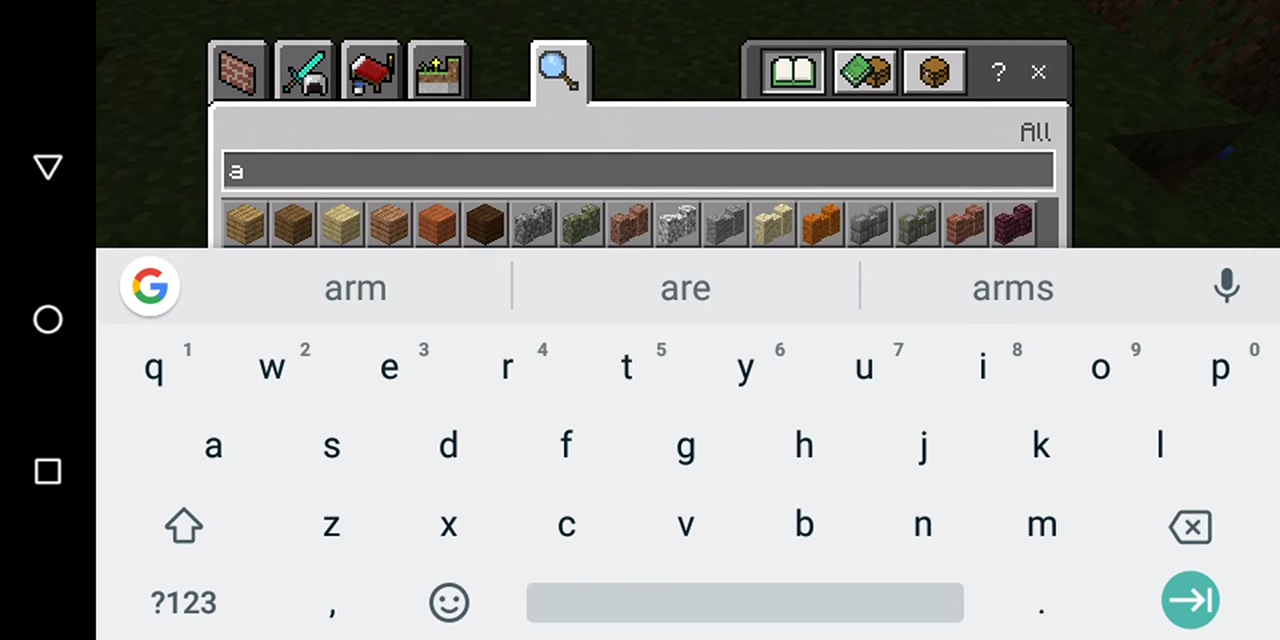 ? ×
All
a
G arm are arms
q 1 w 2 e 3 r 4 t 5 y 6 u 7 i 8 o 9 p 0
a s d f g h j k l
z x c v b n m
?123 , .